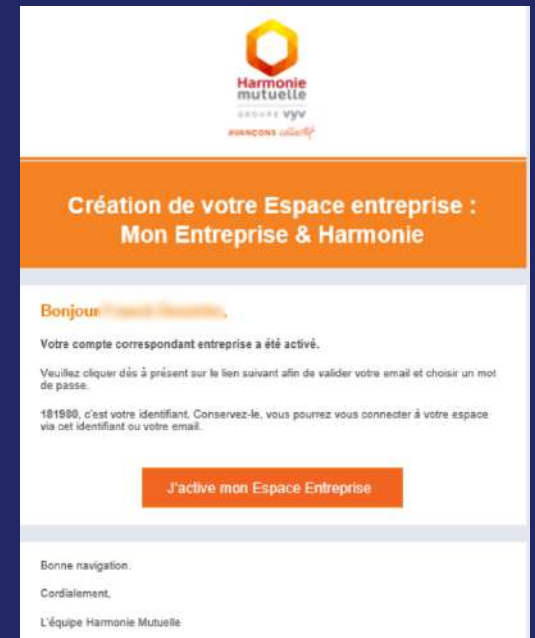 Harmonie
mutuelle
GROUPE vyv
AVANÇONS collectif
Création de votre Espace entreprise :
Mon Entreprise & Harmonie
Bonjour
Votre compte correspondant entreprise a été activé.
Veuillez cliquer dès à présent sur le lien suivant afin de valider votre email et choisir un mot
de passe.
181980, c'est votre identifiant. Conservez-le, vous pourrez vous connecter à votre espace
via cet identifiant ou votre email.
J'active mon Espace Entreprise
Bonne navigation.
Cordialement,
L'équipe Harmonie Mutuelle